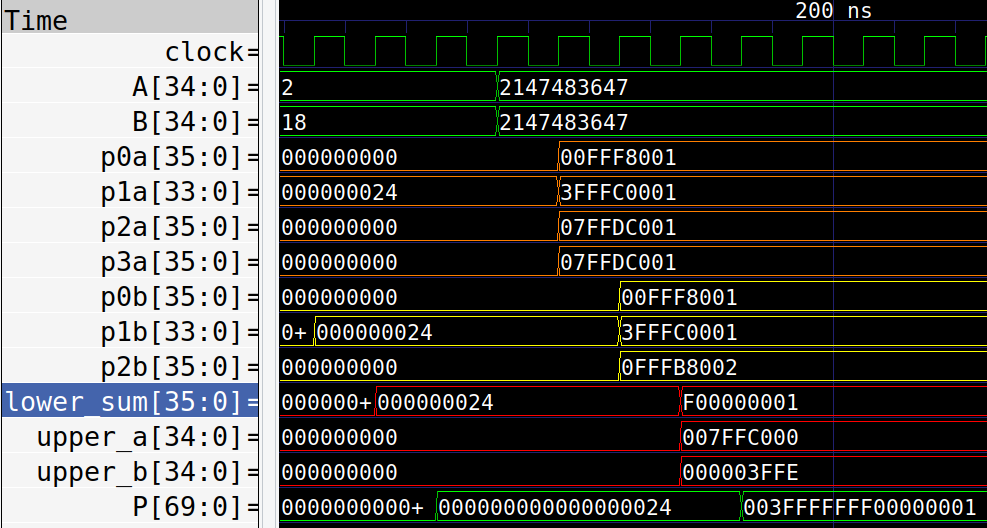 200 ns
Time
clock=
A[34:0]= 2 2147483647
B[34:0]= 18 2147483647
p0a[35:0]= 000000000 00FFF8001
p1a[33:0]= 000000024 3FFFC0001
p2a[35:0]= 000000000 07FFDC001
p3a[35:0]= 000000000 07FFDC001
p0b[35:0]= 000000000 00FFF8001
p1b[33:0]= 0+ 000000024 3FFFC0001
p2b[35:0]= 000000000 0FFFB8002
lower_sum[35:0]= 000000+ 000000024 F00000001
upper_a[34:0]= 000000000 007FFC000
upper_b[34:0]= 000000000 000003FFE
P[69:0]= 0000000000+ 000000000000000024 003FFFFFFF00000001